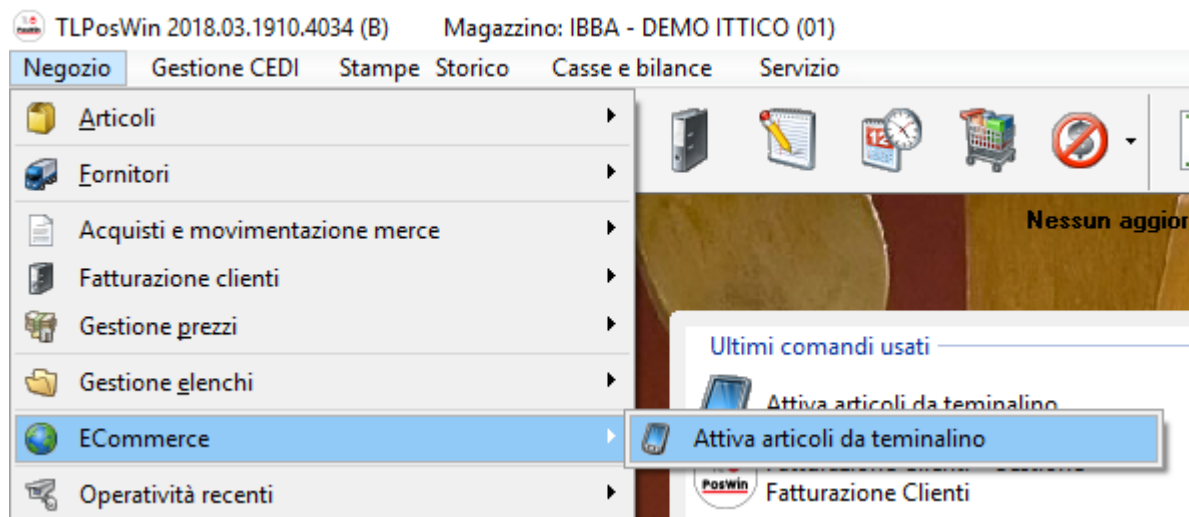 TLPosWin 2018.03.1910.4034 (B) Magazzino: IBBA - DEMO ITTICO (01)
Negozio Gestione CEDI Stampe Storico Casse e bilance Servizio
Articoli
Fornitori
Acquisti e movimentazione merce
Fatturazione clienti
Gestione prezzi
Gestione elenchi
ECommerce
Operatività recenti
Nessun aggior
Ultimi comandi usati
Attiva articoli da teminalino
Attiva articoli da teminalino
PosWin
Fatturazione Clienti